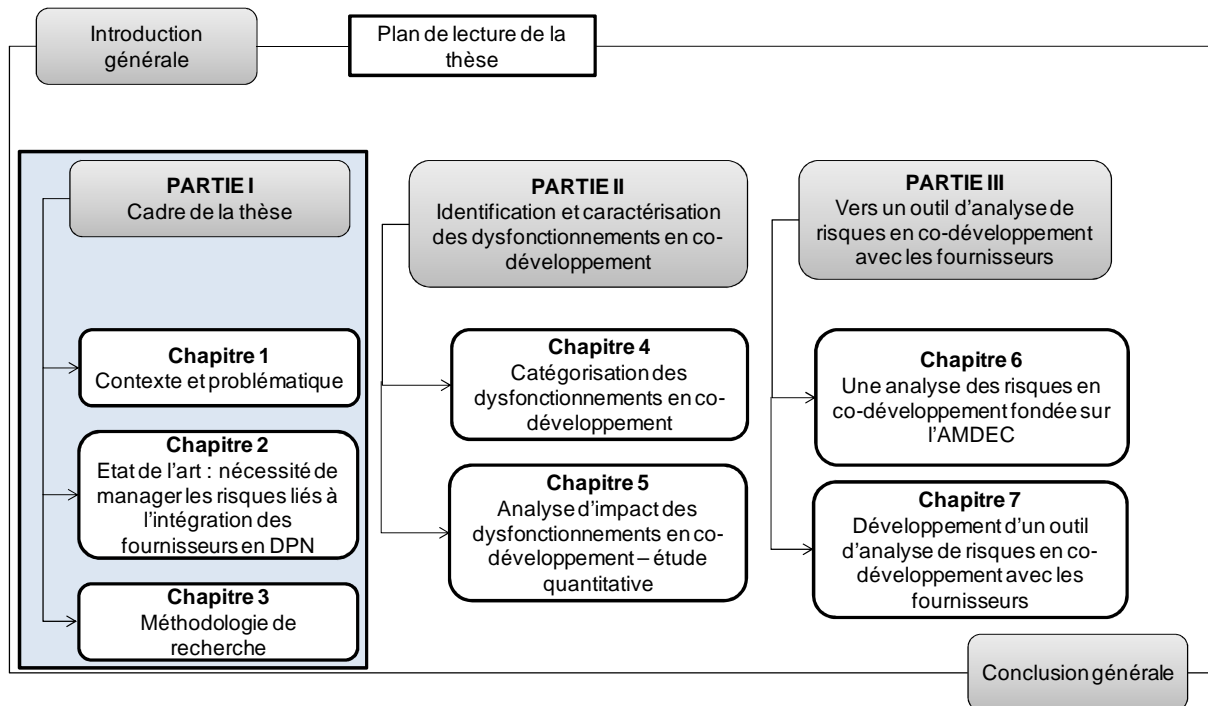 Introduction
générale
Plan de lecture de la
thèse
PARTIE I
Cadre de la thèse
Chapitre 1
Contexte et problématique
Chapitre 2
Etat de l'art : nécessité de
manager les risques liés à
l'intégration des
fournisseurs en DPN
Chapitre 3
Méthodologie de
recherche
PARTIE II
Identification et caractérisation
des dysfonctionnements en co-
développement
Chapitre 4
Catégorisation des
dysfonctionnements en co-
développement
Chapitre 5
Analyse d'impact des
dysfonctionnements en co-
développement – étude
quantitative
PARTIE III
Vers un outil d'analyse de
risques en co-développement
avec les fournisseurs
Chapitre 6
Une analyse des risques en
co-développement fondée sur
l'AMDEC
Chapitre 7
Développement d'un outil
d'analyse de risques en co-
développement avec les
fournisseurs
Conclusion générale